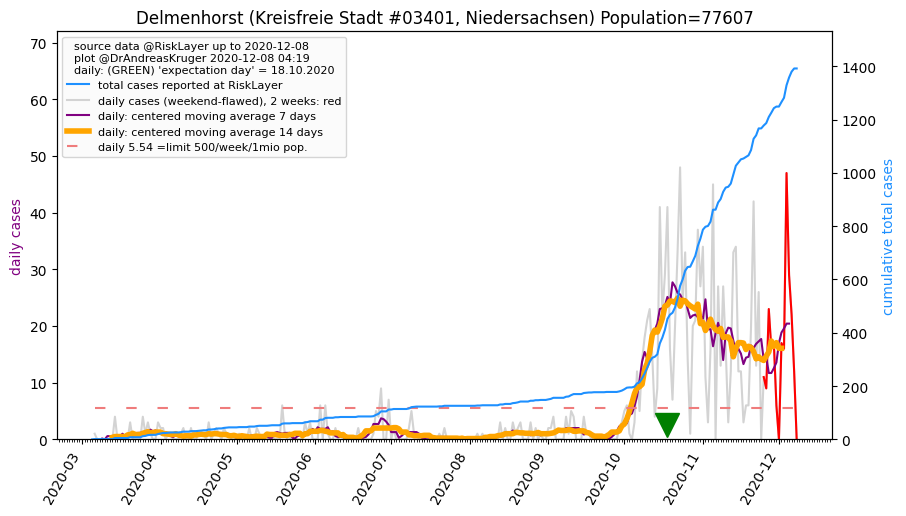 Delmenhorst (Kreisfreie Stadt #03401, Niedersachsen) Population=77607
source data @RiskLayer up to 2020-12-08
plot @DrAndreasKruger 2020-12-08 04:19
daily: (GREEN) 'expectation day' = 18.10.2020
total cases reported at RiskLayer
daily cases (weekend-flawed), 2 weeks: red
daily: centered moving average 7 days
daily: centered moving average 14 days
daily 5.54 =limit 500/week/1mio pop.
daily cases
70
60
50
40
30
20
10
0
cumulative total cases
1400
1200
1000
800
600
400
200
0
2020-03
2020-04
2020-05
2020-06
2020-07
2020-08
2020-09
2020-10
2020-11
2020-12